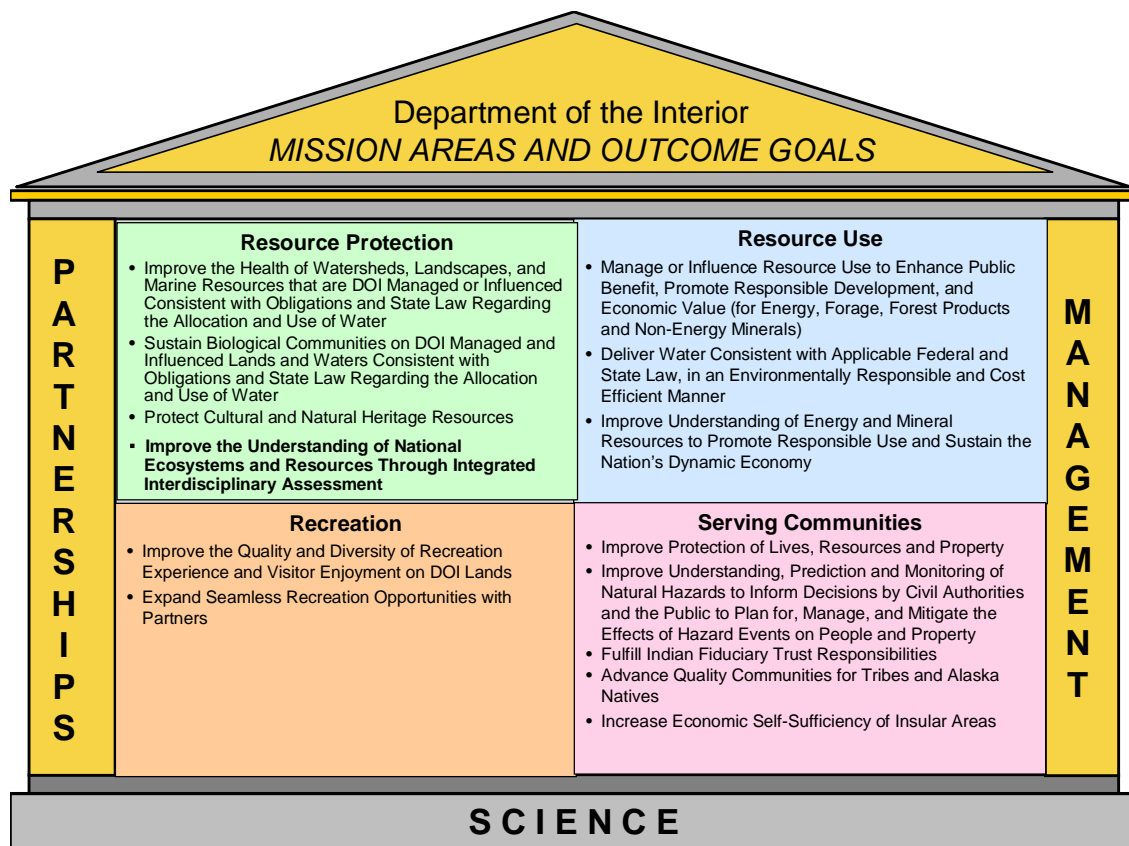 Department of the Interior
MISSION AREAS AND OUTCOME GOALS
PARTNERSHIPS
Resource Protection
• Improve the Health of Watersheds, Landscapes, and
Marine Resources that are DOI Managed or Influenced
Consistent with Obligations and State Law Regarding
the Allocation and Use of Water
• Sustain Biological Communities on DOI Managed and
Influenced Lands and Waters Consistent with
Obligations and State Law Regarding the Allocation
and Use of Water
• Protect Cultural and Natural Heritage Resources
▪ Improve the Understanding of National
Ecosystems and Resources Through Integrated
Interdisciplinary Assessment
Resource Use
• Manage or Influence Resource Use to Enhance Public
Benefit, Promote Responsible Development, and
Economic Value (for Energy, Forage, Forest Products
and Non-Energy Minerals)
• Deliver Water Consistent with Applicable Federal and
State Law, in an Environmentally Responsible and Cost
Efficient Manner
• Improve Understanding of Energy and Mineral
Resources to Promote Responsible Use and Sustain the
Nation's Dynamic Economy
Recreation
• Improve the Quality and Diversity of Recreation
Experience and Visitor Enjoyment on DOI Lands
• Expand Seamless Recreation Opportunities with
Partners
Serving Communities
• Improve Protection of Lives, Resources and Property
• Improve Understanding, Prediction and Monitoring of
Natural Hazards to Inform Decisions by Civil Authorities
and the Public to Plan for, Manage, and Mitigate the
Effects of Hazard Events on People and Property
• Fulfill Indian Fiduciary Trust Responsibilities
• Advance Quality Communities for Tribes and Alaska
Natives
• Increase Economic Self-Sufficiency of Insular Areas
MANAGEMENT
SCIENCE